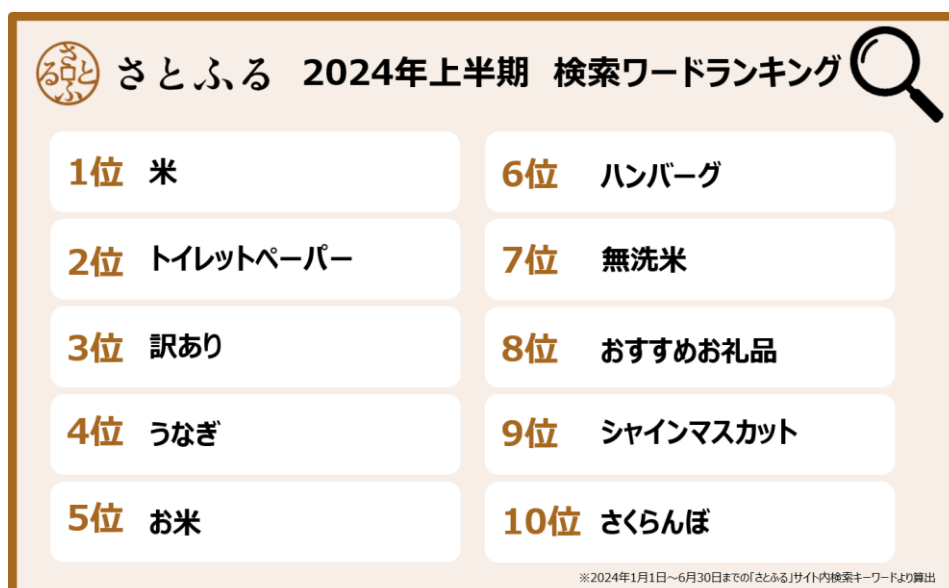 さとふる
さとふる 2024年上半期 検索ワードランキング
1位 米
2位 トイレットペーパー
3位 訳あり
4位 うなぎ
5位 お米
6位 ハンバーグ
7位 無洗米
8位 おすすめお礼品
9位 シャインマスカット
10位 さくらんぼ
※2024年1月1日~6月30日までの「さとふる」サイト内検索キーワードより算出